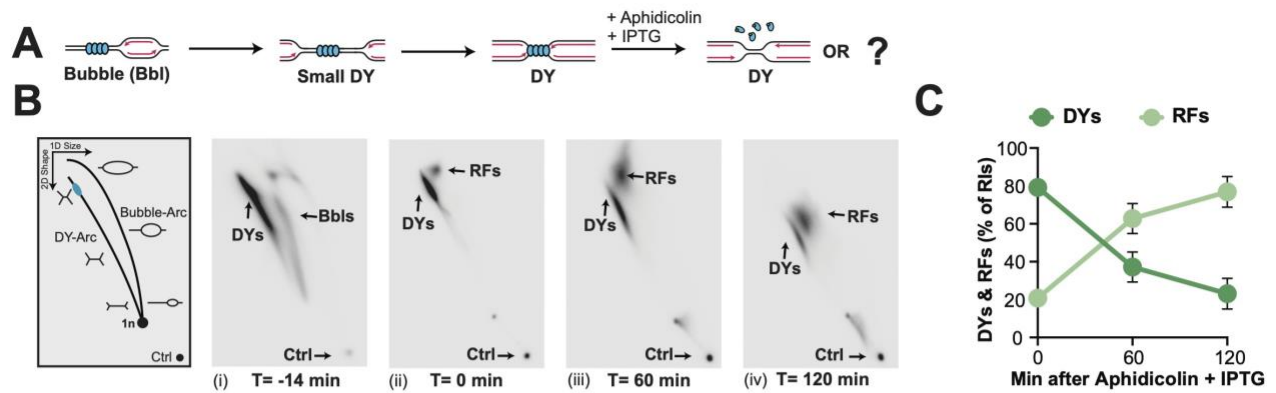 A
Bubble (Bbl)
Small DY
DY
+ Aphidicolin
+ IPTG
DY
OR ?
B
1D Size
2D Shape
Bubble-Arc
DY-Arc
1n
Ctrl
DYs
Bbls
Ctrl
(i) T= -14 min
RFs
DYs
Ctrl
(ii) T= 0 min
RFs
DYs
Ctrl
(iii) T= 60 min
RFs
DYs
Ctrl
(iv) T= 120 min
C
DYs RFs
DYs & RFs (% of RIs)
100
80
60
40
20
0
0 60 120
Min after Aphidicolin + IPTG